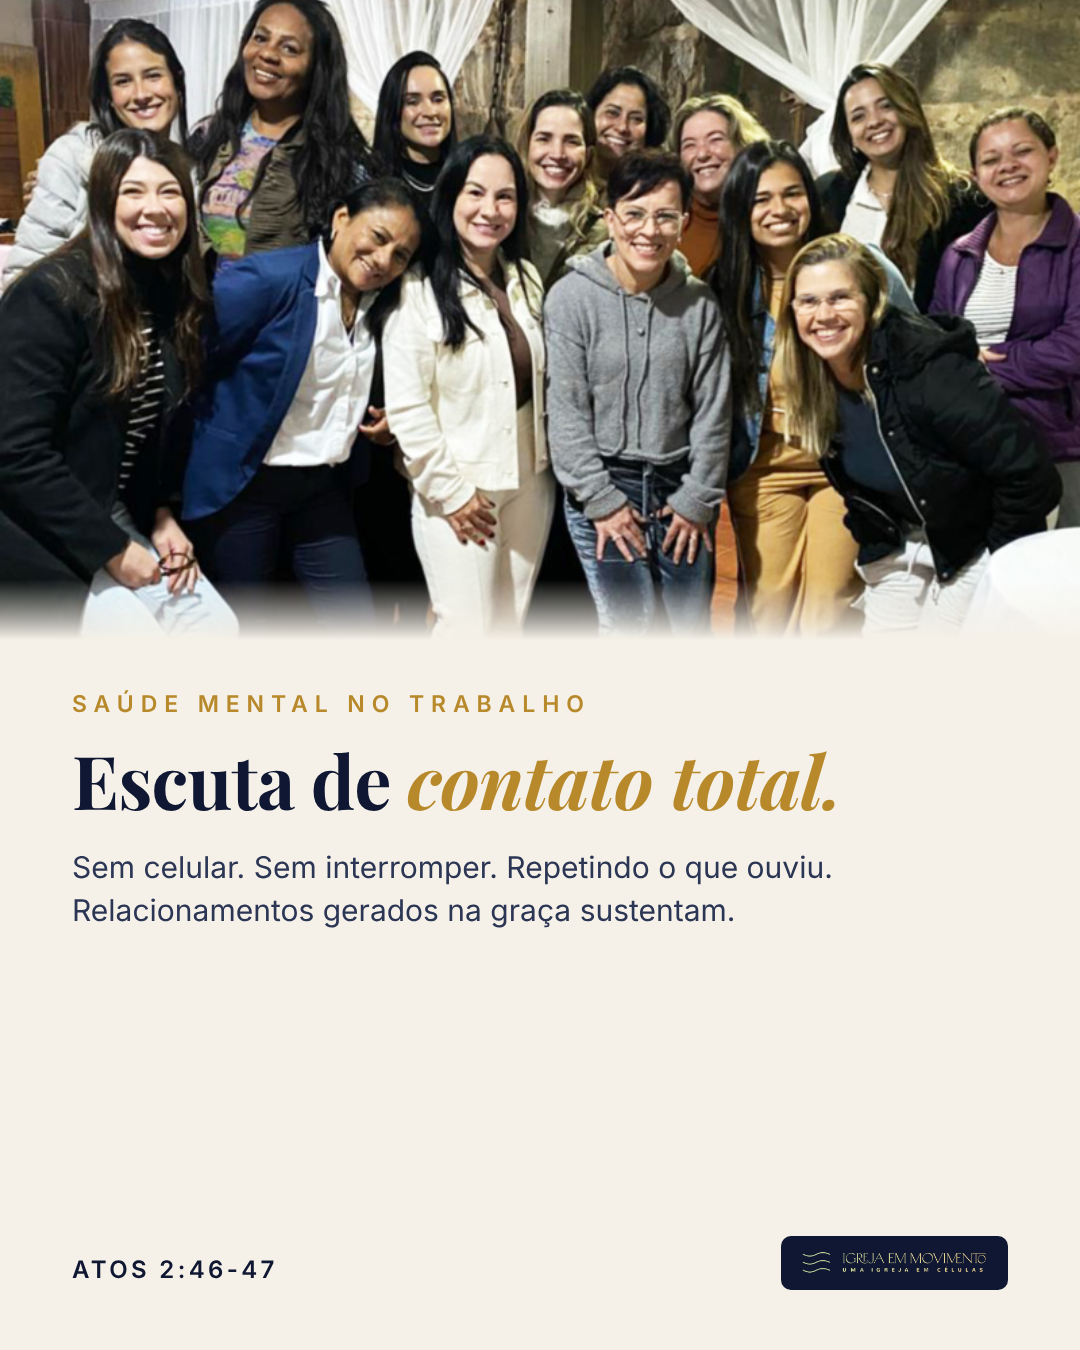 SAÚDE MENTAL NO TRABALHO
Escuta de contato total.
Sem celular. Sem interromper. Repetindo o que ouviu.
Relacionamentos gerados na graça sustentam.
ATOS 2:46-47
IGREJA EM MOVIMENTO
UMA IGREJA EM CÉLULAS